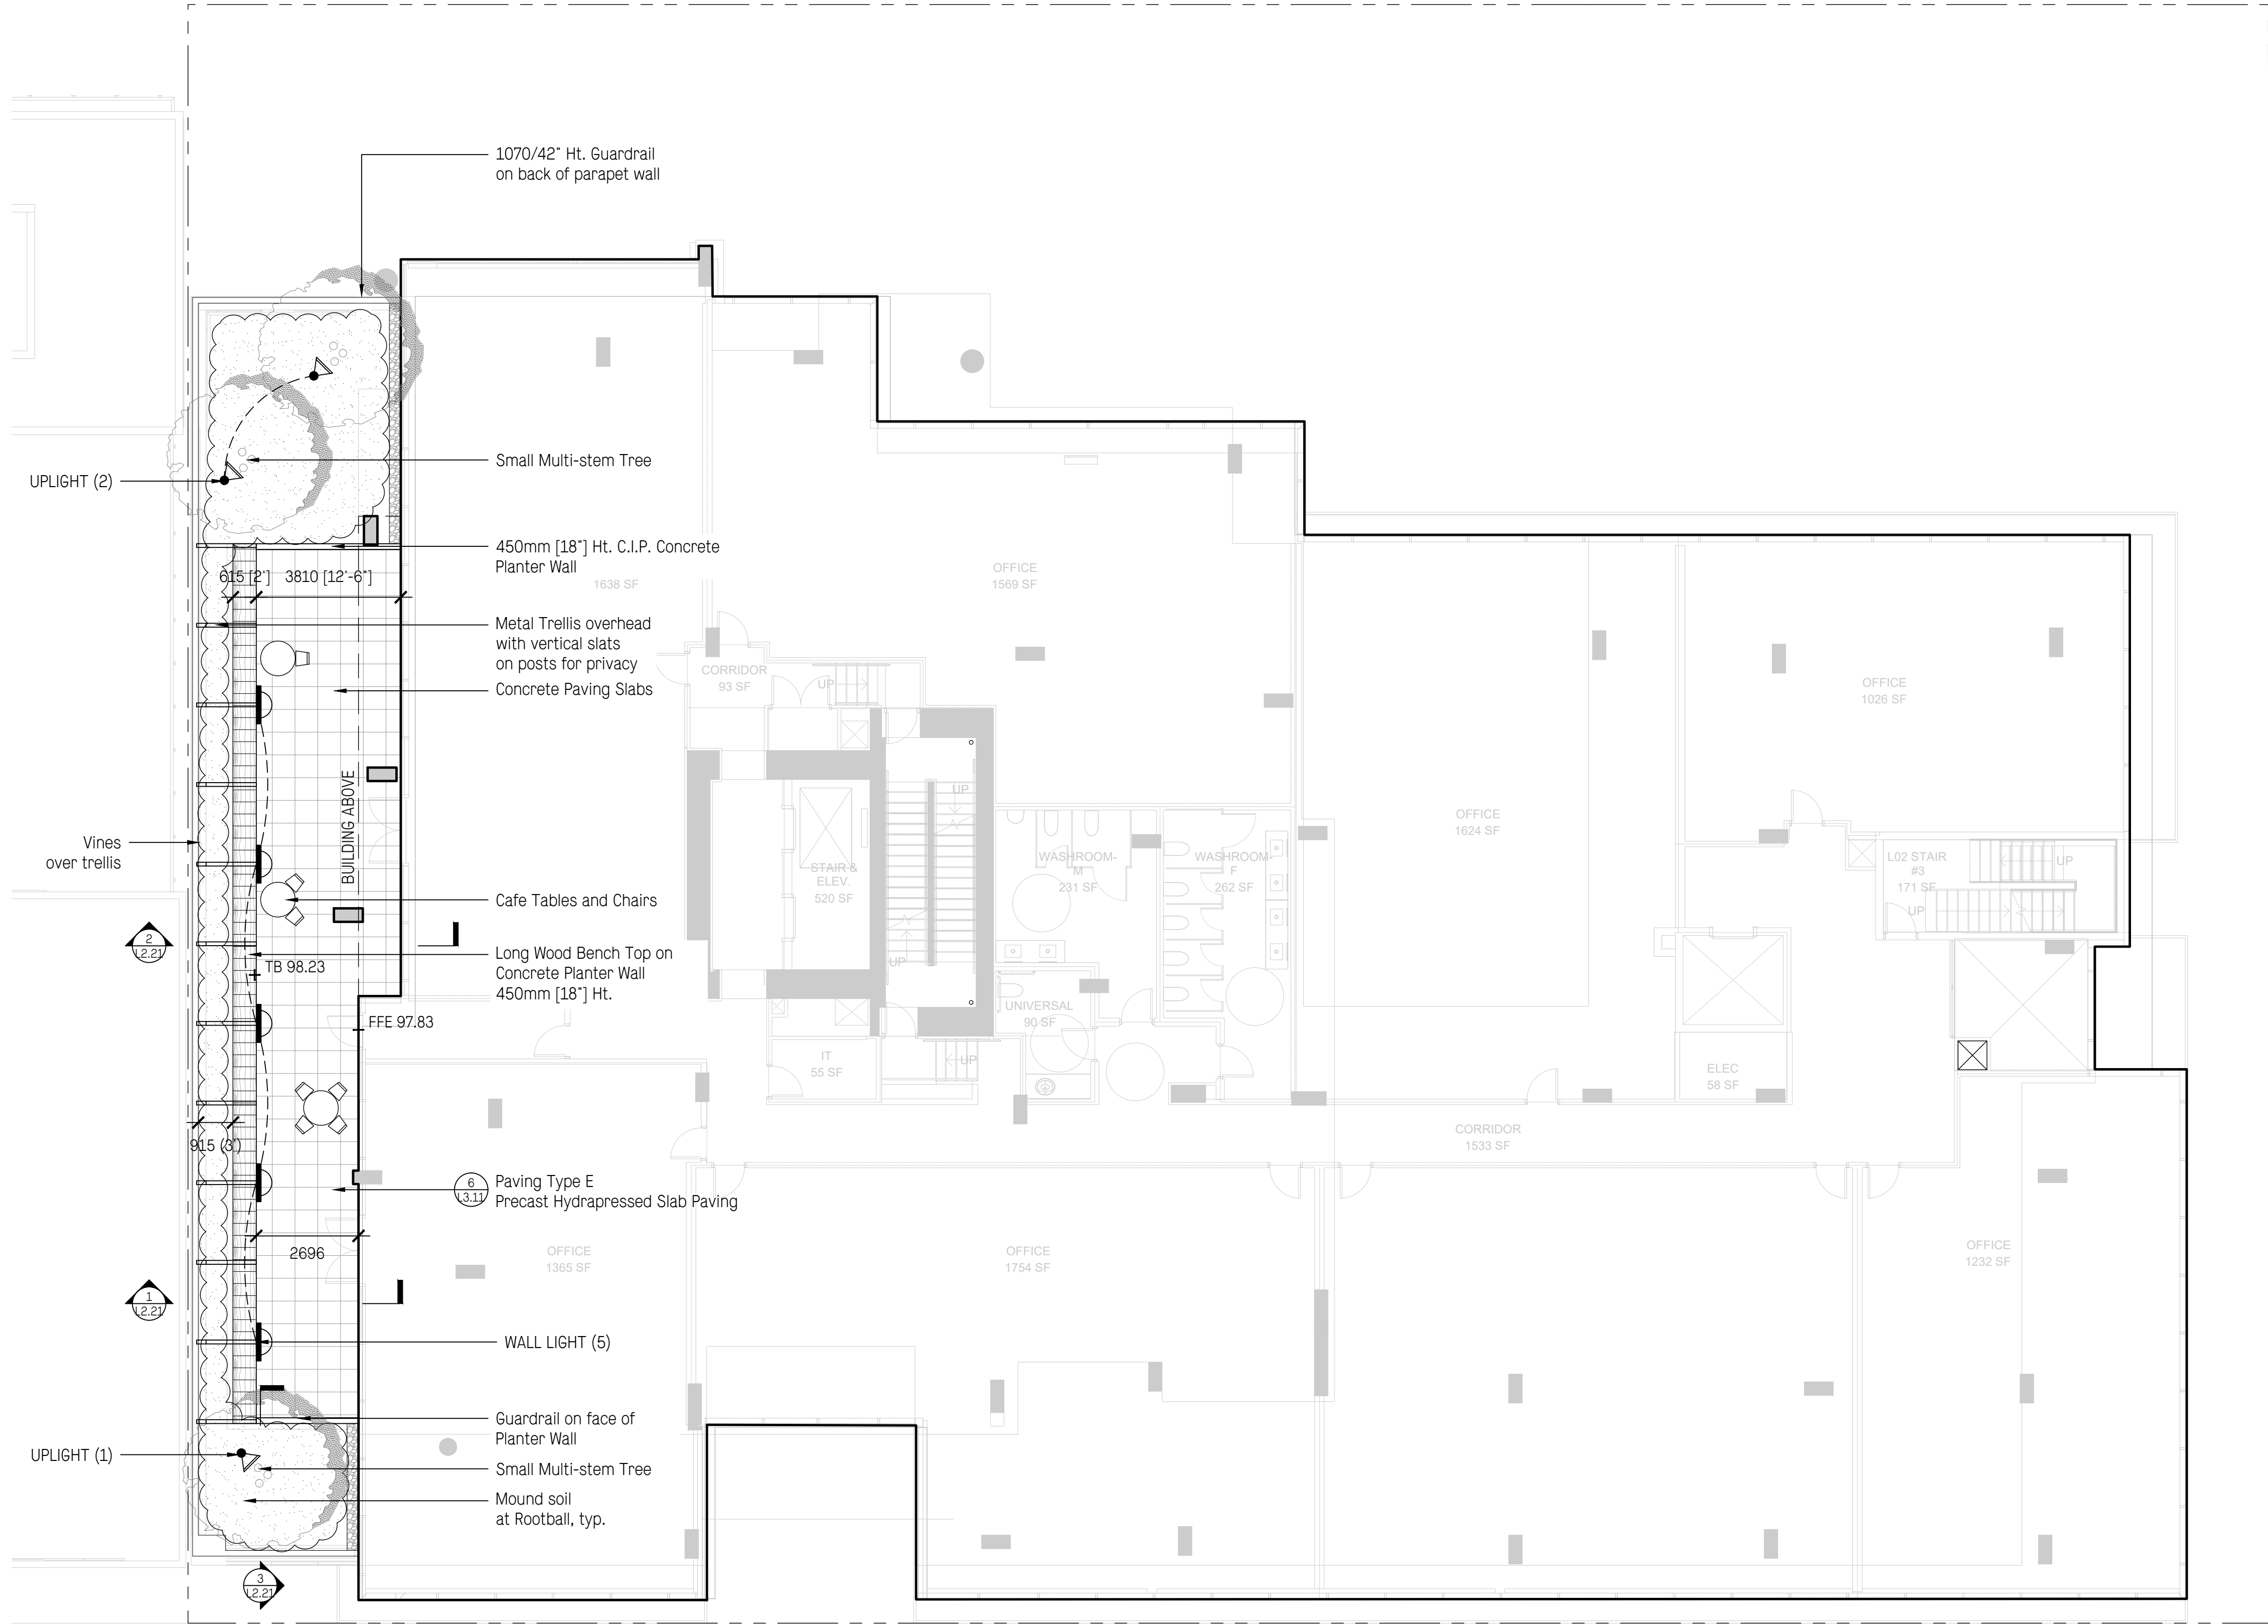 1070/42" Ht. Guardrail
on back of parapet wall
Small Multi-stem Tree
UPLIGHT (2)
450mm [18"] Ht. C.I.P. Concrete
Planter Wall
615 [2']
3810 [12'-6"]
1638 SF
OFFICE
1569 SF
Metal Trellis overhead
with vertical slats
on posts for privacy
Concrete Paving Slabs
CORRIDOR
93 SF
UP
OFFICE
1026 SF
BUILDING ABOVE
UP
OFFICE
1624 SF
Vines
over trellis
STAIR &
ELEV.
520 SF
WASHROOM-
M
231 SF
WASHROOM-
F
262 SF
L02 STAIR
#3
171 SF
UP
UP
Cafe Tables and Chairs
2
L2.21
Long Wood Bench Top on
Concrete Planter Wall
450mm [18"] Ht.
TB 98.23
UP
UNIVERSAL
90 SF
FFE 97.83
IT
55 SF
UP
ELEC
58 SF
915 (3')
CORRIDOR
1533 SF
6
L3.11
Paving Type E
Precast Hydrapressed Slab Paving
2696
OFFICE
1365 SF
OFFICE
1754 SF
OFFICE
1232 SF
1
L2.21
WALL LIGHT (5)
Guardrail on face of
Planter Wall
UPLIGHT (1)
Small Multi-stem Tree
Mound soil
at Rootball, typ.
3
L2.21